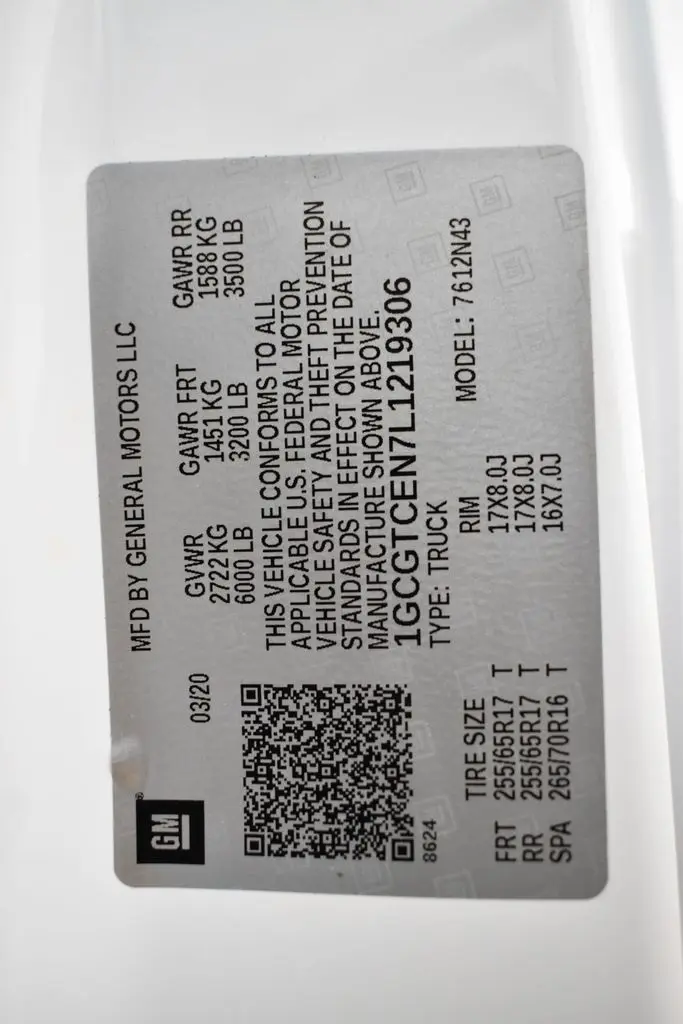 GM
MFD BY GENERAL MOTORS LLC
03/20
GVWR GAWR FRT GAWR RR
2722 KG 1451 KG 1588 KG
6000 LB 3200 LB 3500 LB
THIS VEHICLE CONFORMS TO ALL
APPLICABLE U.S. FEDERAL MOTOR
VEHICLE SAFETY AND THEFT PREVENTION
STANDARDS IN EFFECT ON THE DATE OF
MANUFACTURE SHOWN ABOVE.
1GCGTCEN7L1219306
8624
TYPE: TRUCK MODEL: 7612N43
TIRE SIZE RIM
FRT 255/65R17 T 17X8.0J
RR 255/65R17 T 17X8.0J
SPA 265/70R16 T 16X7.0J